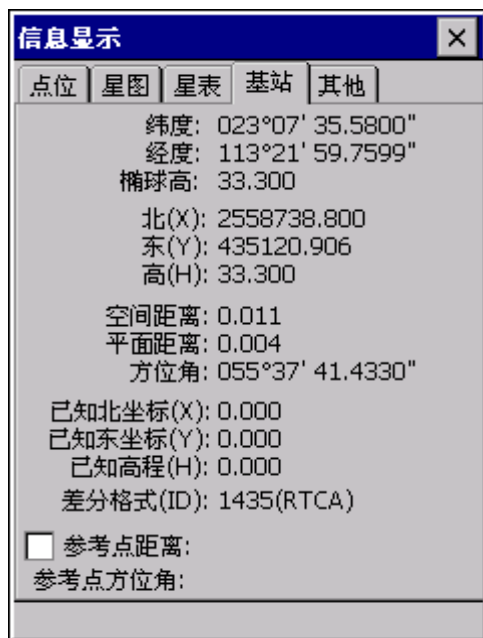 信息显示
点位 星图 星表 基站 其他
纬度: 023°07' 35.5800"
经度: 113°21' 59.7599"
椭球高: 33.300
北(X): 2558738.800
东(Y): 435120.906
高(H): 33.300
空间距离: 0.011
平面距离: 0.004
方位角: 055°37' 41.4330"
已知北坐标(X): 0.000
已知东坐标(Y): 0.000
已知高程(H): 0.000
差分格式(ID): 1435(RTCA)
参考点距离:
参考点方位角: